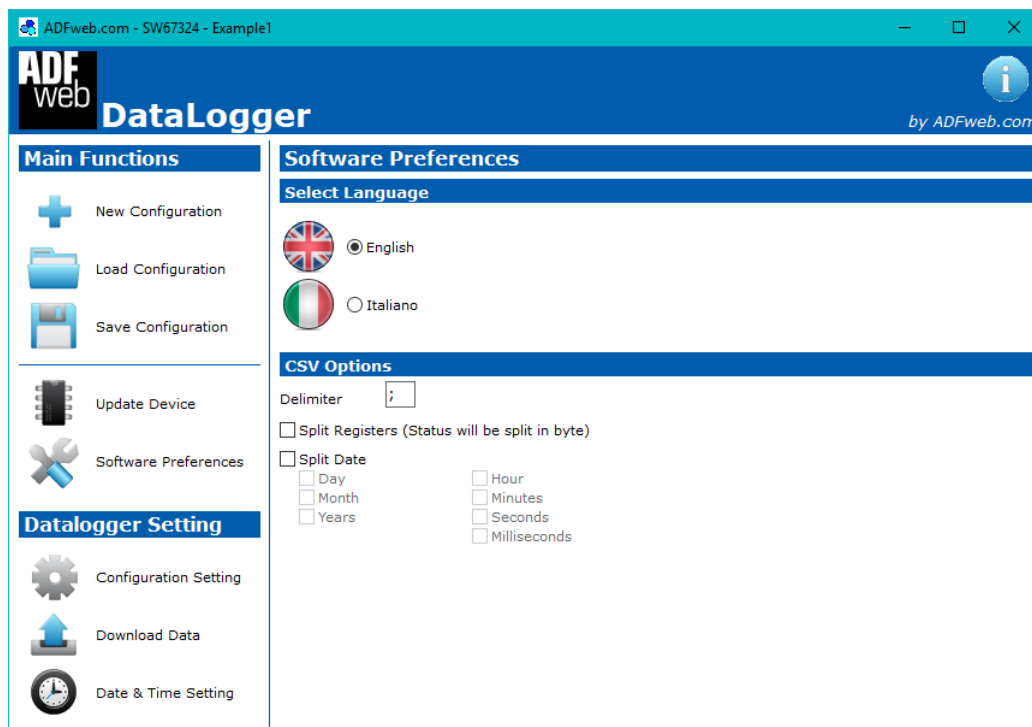 ADFweb.com - SW67324 - Example1
ADF
web
DataLogger
i
by ADFweb.com
Main Functions
New Configuration
Load Configuration
Save Configuration
Update Device
Software Preferences
Datalogger Setting
Configuration Setting
Download Data
Date & Time Setting
Software Preferences
Select Language
English
Italiano
CSV Options
Delimiter ;
Split Registers (Status will be split in byte)
Split Date
Day Hour
Month Minutes
Years Seconds
Milliseconds